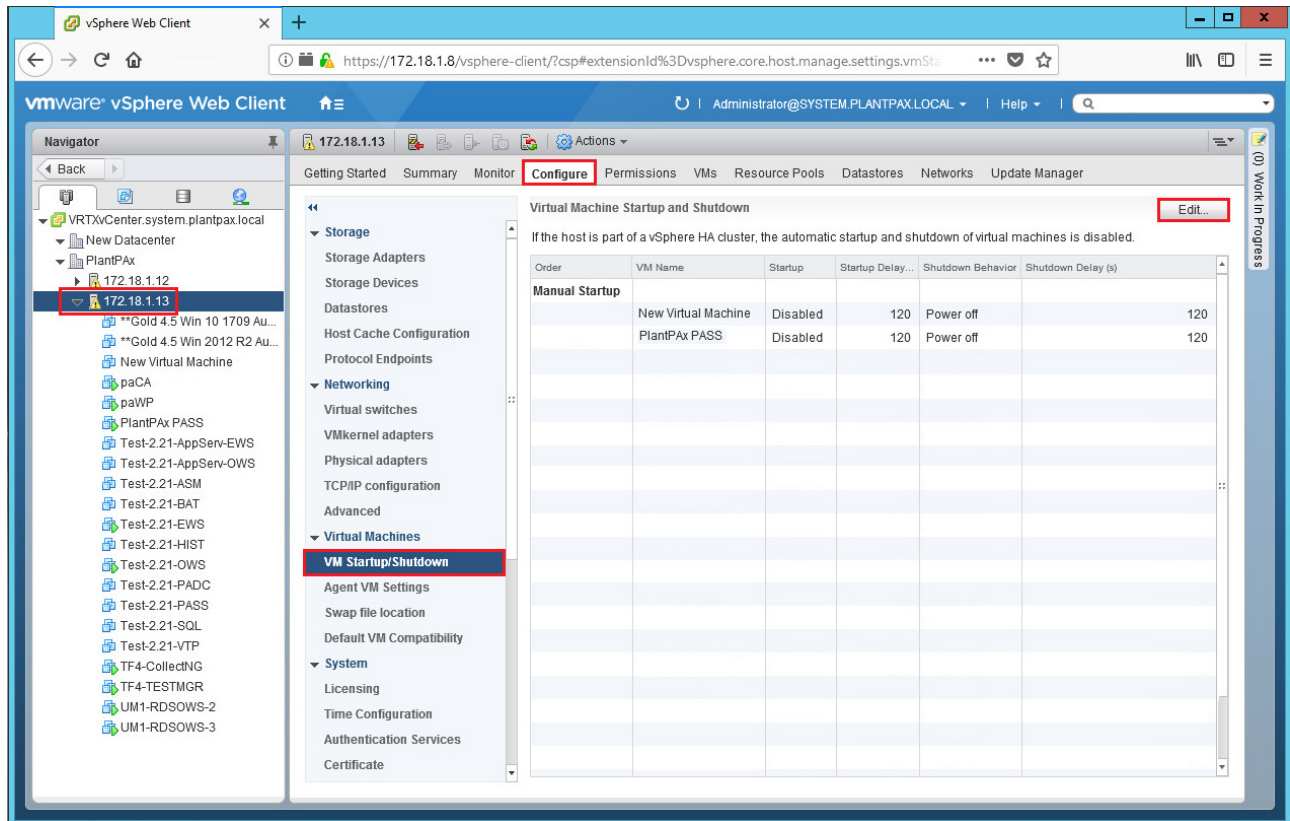 vSphere Web Client
https://172.18.1.8/vsphere-client/?csp#extensionId%3Dvsphere.core.host.manage.settings.vmSta
vmware® vSphere Web Client
Administrator@SYSTEM.PLANTPAX.LOCAL
Help
Navigator
Back
VRTXvCenter.system.plantpax.local
New Datacenter
PlantPAx
172.18.1.12
172.18.1.13
**Gold 4.5 Win 10 1709 Au...
**Gold 4.5 Win 2012 R2 Au...
New Virtual Machine
paCA
paWP
PlantPAx PASS
Test-2.21-AppServ-EWS
Test-2.21-AppServ-OWS
Test-2.21-ASM
Test-2.21-BAT
Test-2.21-EWS
Test-2.21-HIST
Test-2.21-OWS
Test-2.21-PADC
Test-2.21-PASS
Test-2.21-SQL
Test-2.21-VTP
TF4-CollectNG
TF4-TESTMGR
UM1-RDSOWS-2
UM1-RDSOWS-3
172.18.1.13 Actions
Getting Started Summary Monitor Configure Permissions VMs Resource Pools Datastores Networks Update Manager
Storage
Storage Adapters
Storage Devices
Datastores
Host Cache Configuration
Protocol Endpoints
Networking
Virtual switches
VMkernel adapters
Physical adapters
TCP/IP configuration
Advanced
Virtual Machines
VM Startup/Shutdown
Agent VM Settings
Swap file location
Default VM Compatibility
System
Licensing
Time Configuration
Authentication Services
Certificate
Virtual Machine Startup and Shutdown
Edit...
If the host is part of a vSphere HA cluster, the automatic startup and shutdown of virtual machines is disabled.
Order VM Name Startup Startup Delay... Shutdown Behavior Shutdown Delay (s)
Manual Startup
New Virtual Machine Disabled 120 Power off 120
PlantPAx PASS Disabled 120 Power off 120
(0) Work In Progress